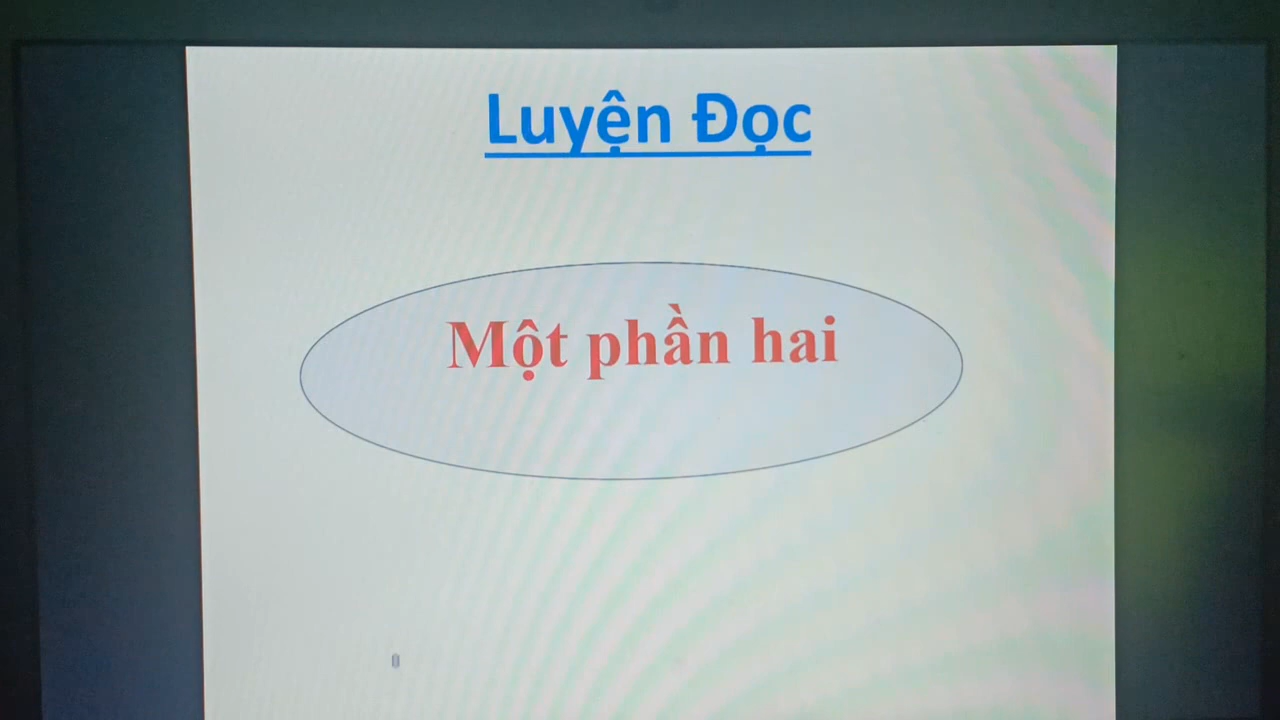 Luyện Đọc
Một phần hai